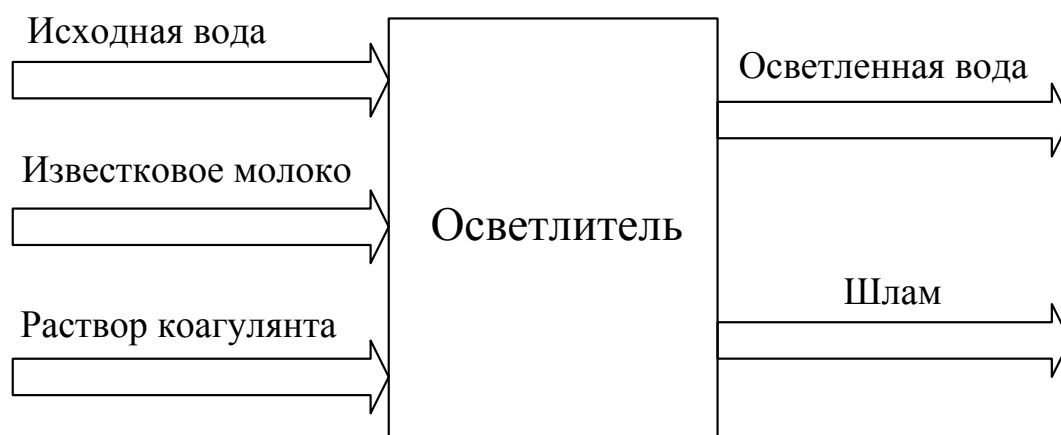 Исходная вода
Известковое молоко
Раствор коагулянта
Осветлитель
Осветленная вода
Шлам